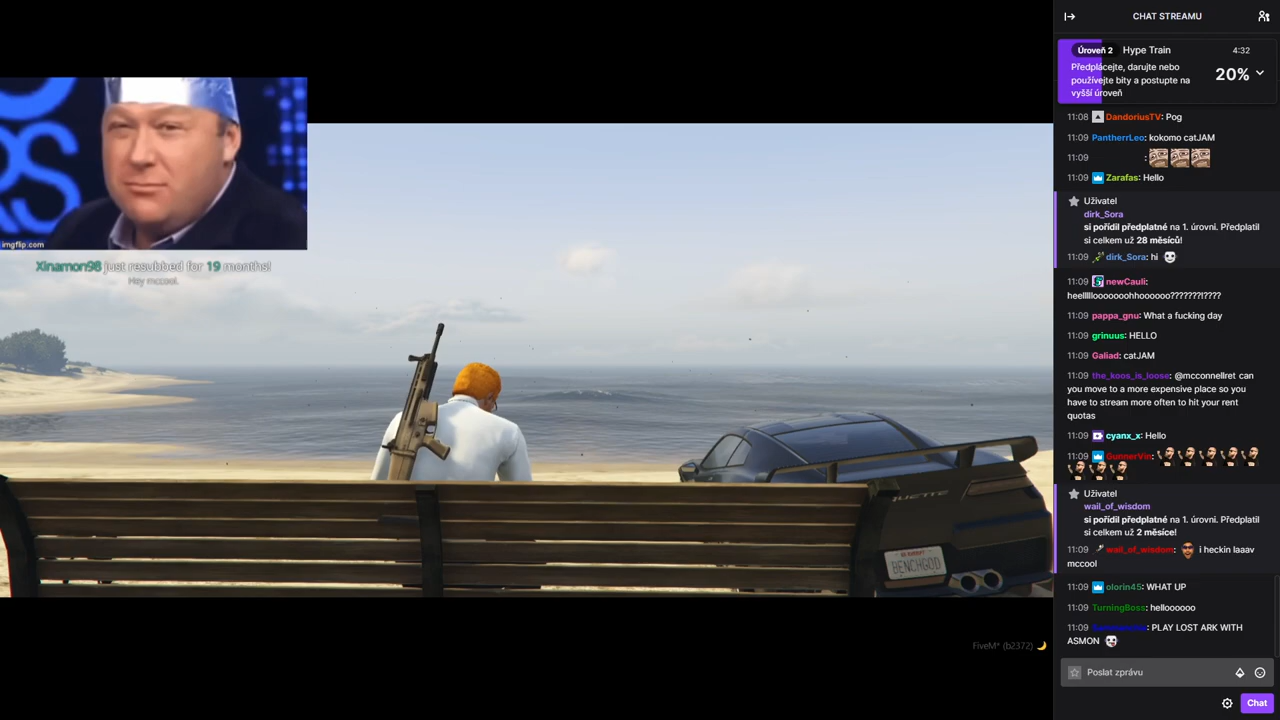 imgflip.com
Xinamon98 just resubbed for 19 months!
Hey mccool.
BENCHGOD
FiveM* (b2372)
CHAT STREAMU
Úroveň 2 Hype Train 4:32
Předplácejte, darujte nebo
používejte bity a postupte na
vyšší úroveň
20%
11:08 DandoriusTV: Pog
11:09 PantherrLeo: kokomo catJAM
11:09 :
11:09 Zarafas: Hello
Uživatel
dirk_Sora
si pořídil předplatné na 1. úrovni. Předplatil
si celkem už 28 měsíců!
11:09 dirk_Sora: hi
11:09 newCauli:
heelllllooooooohhoooooo???????!????
11:09 pappa_gnu: What a fucking day
11:09 grinuus: HELLO
11:09 Galiad: catJAM
11:09 the_koos_is_loose: @mcconnellret can
you move to a more expensive place so you
have to stream more often to hit your rent
quotas
11:09 cyanx_x: Hello
11:09 GunnerVin:
Uživatel
wail_of_wisdom
si pořídil předplatné na 1. úrovni. Předplatil
si celkem už 2 měsíce!
11:09 wail_of_wisdom: i heckin laaav
mccool
11:09 olorin45: WHAT UP
11:09 TurningBoss: helloooooo
11:09 : PLAY LOST ARK WITH
ASMON
Poslat zprávu
Chat